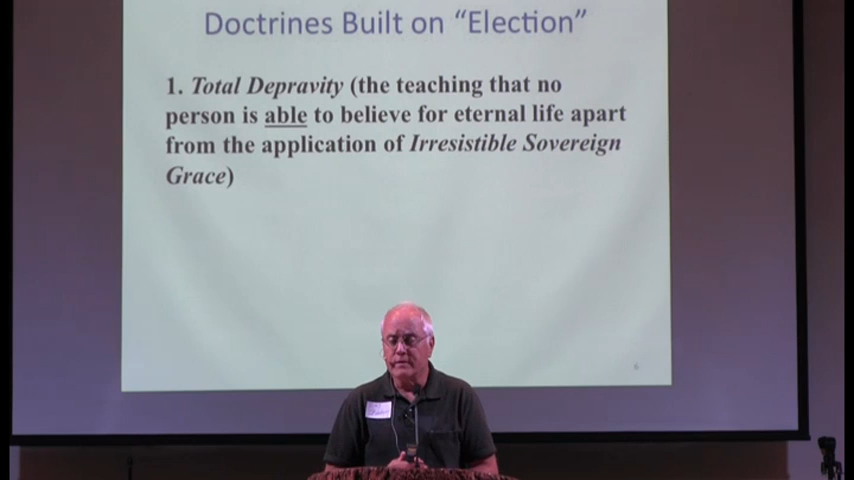 Doctrines Built on “Election”
1. Total Depravity (the teaching that no
person is able to believe for eternal life apart
from the application of Irresistible Sovereign
Grace)
6